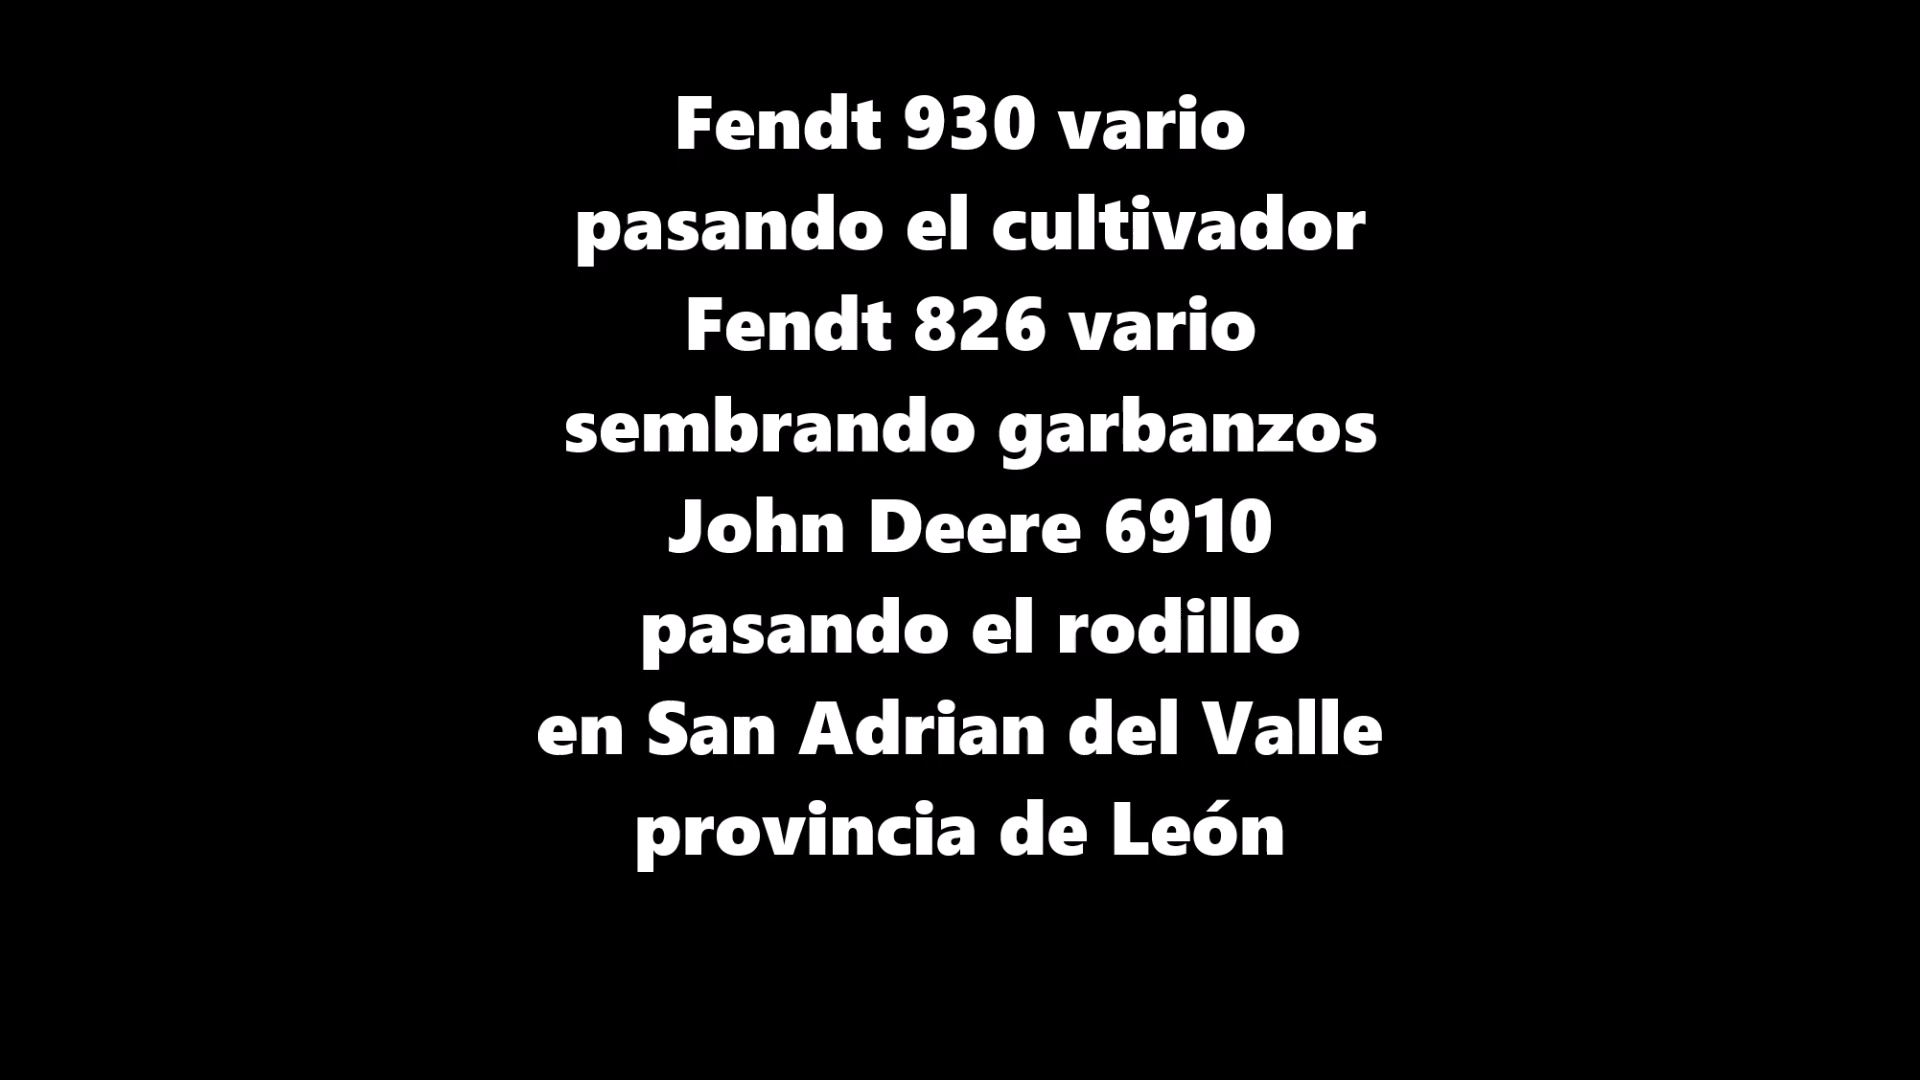 Fendt 930 vario
pasando el cultivador
Fendt 826 vario
sembrando garbanzos
John Deere 6910
pasando el rodillo
en San Adrian del Valle
provincia de León